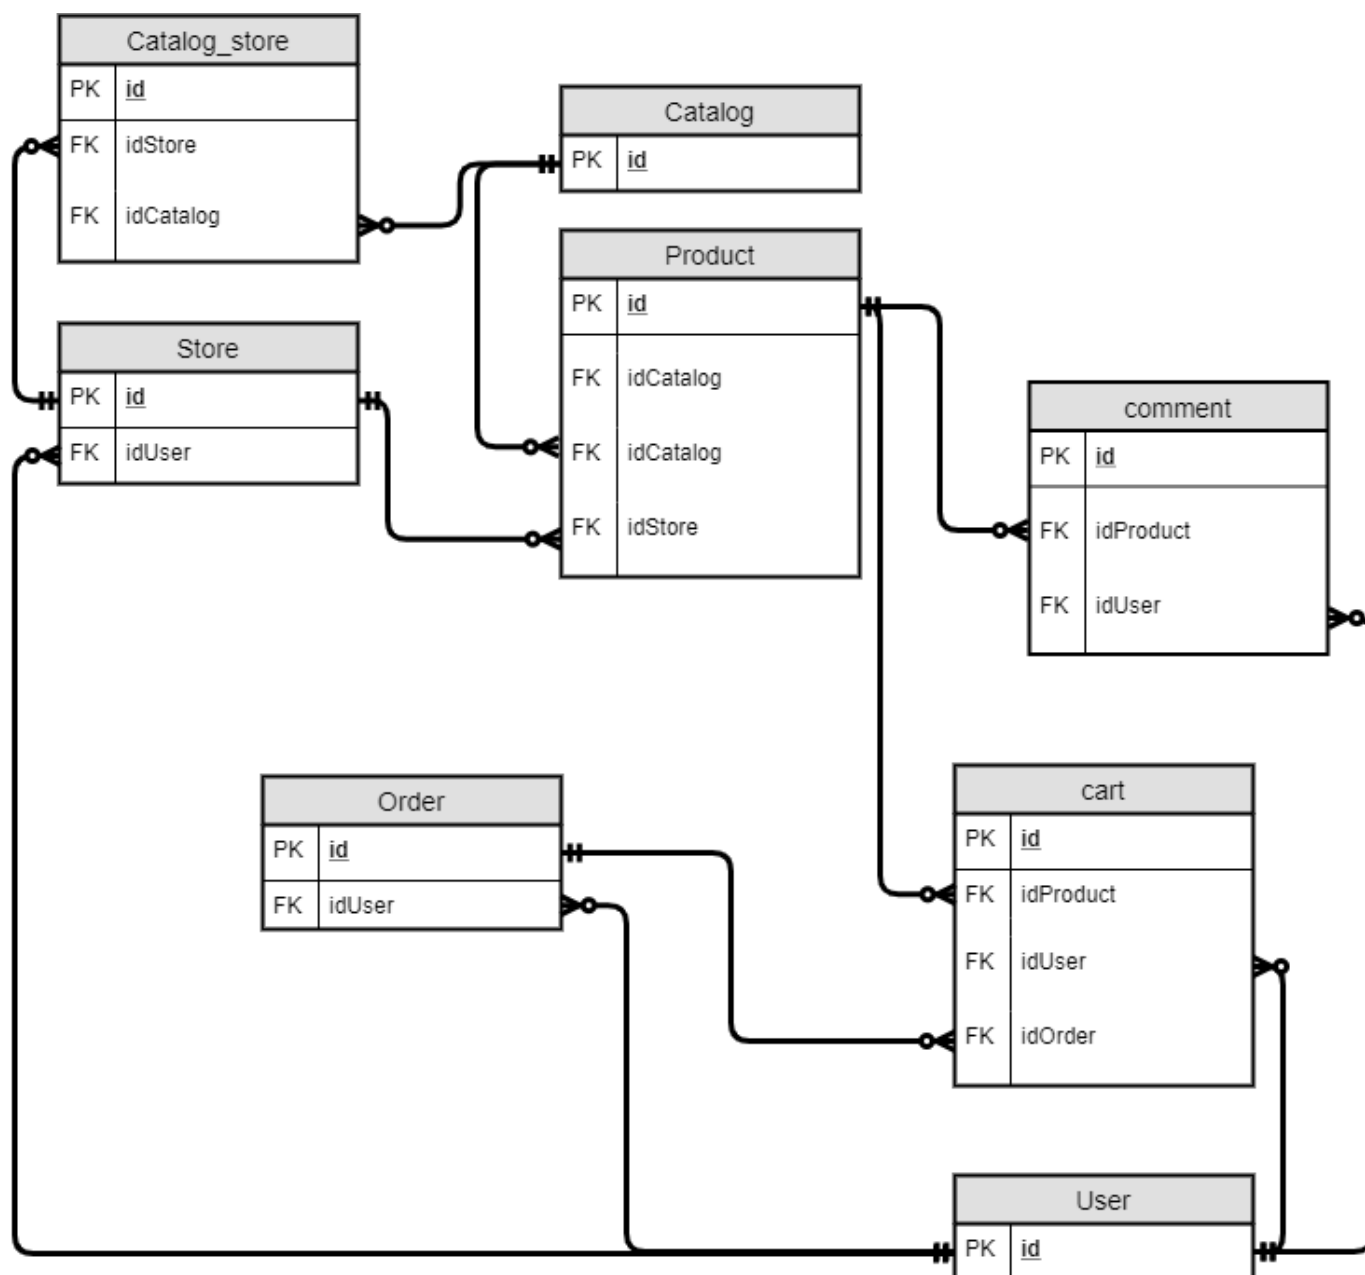 Catalog_store
PK id
FK idStore
FK idCatalog
Catalog
PK id
Product
PK id
FK idCatalog
FK idCatalog
FK idStore
Store
PK id
FK idUser
comment
PK id
FK idProduct
FK idUser
Order
PK id
FK idUser
cart
PK id
FK idProduct
FK idUser
FK idOrder
User
PK id